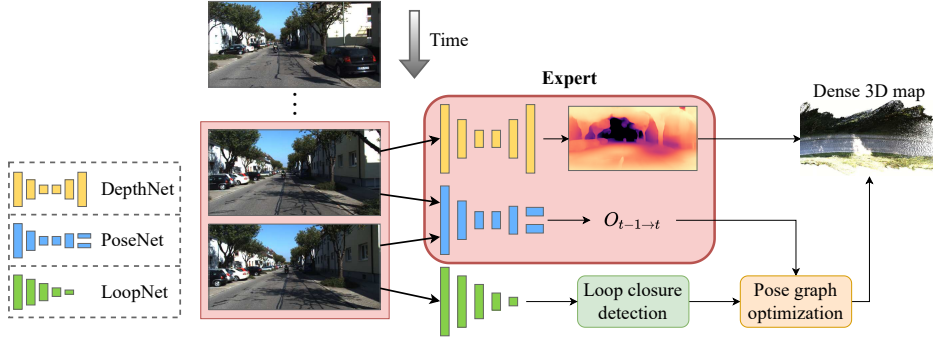 Time
Expert
Dense 3D map
DepthNet
PoseNet
LoopNet
O_{t−1→t}
Loop closure
detection
Pose graph
optimization